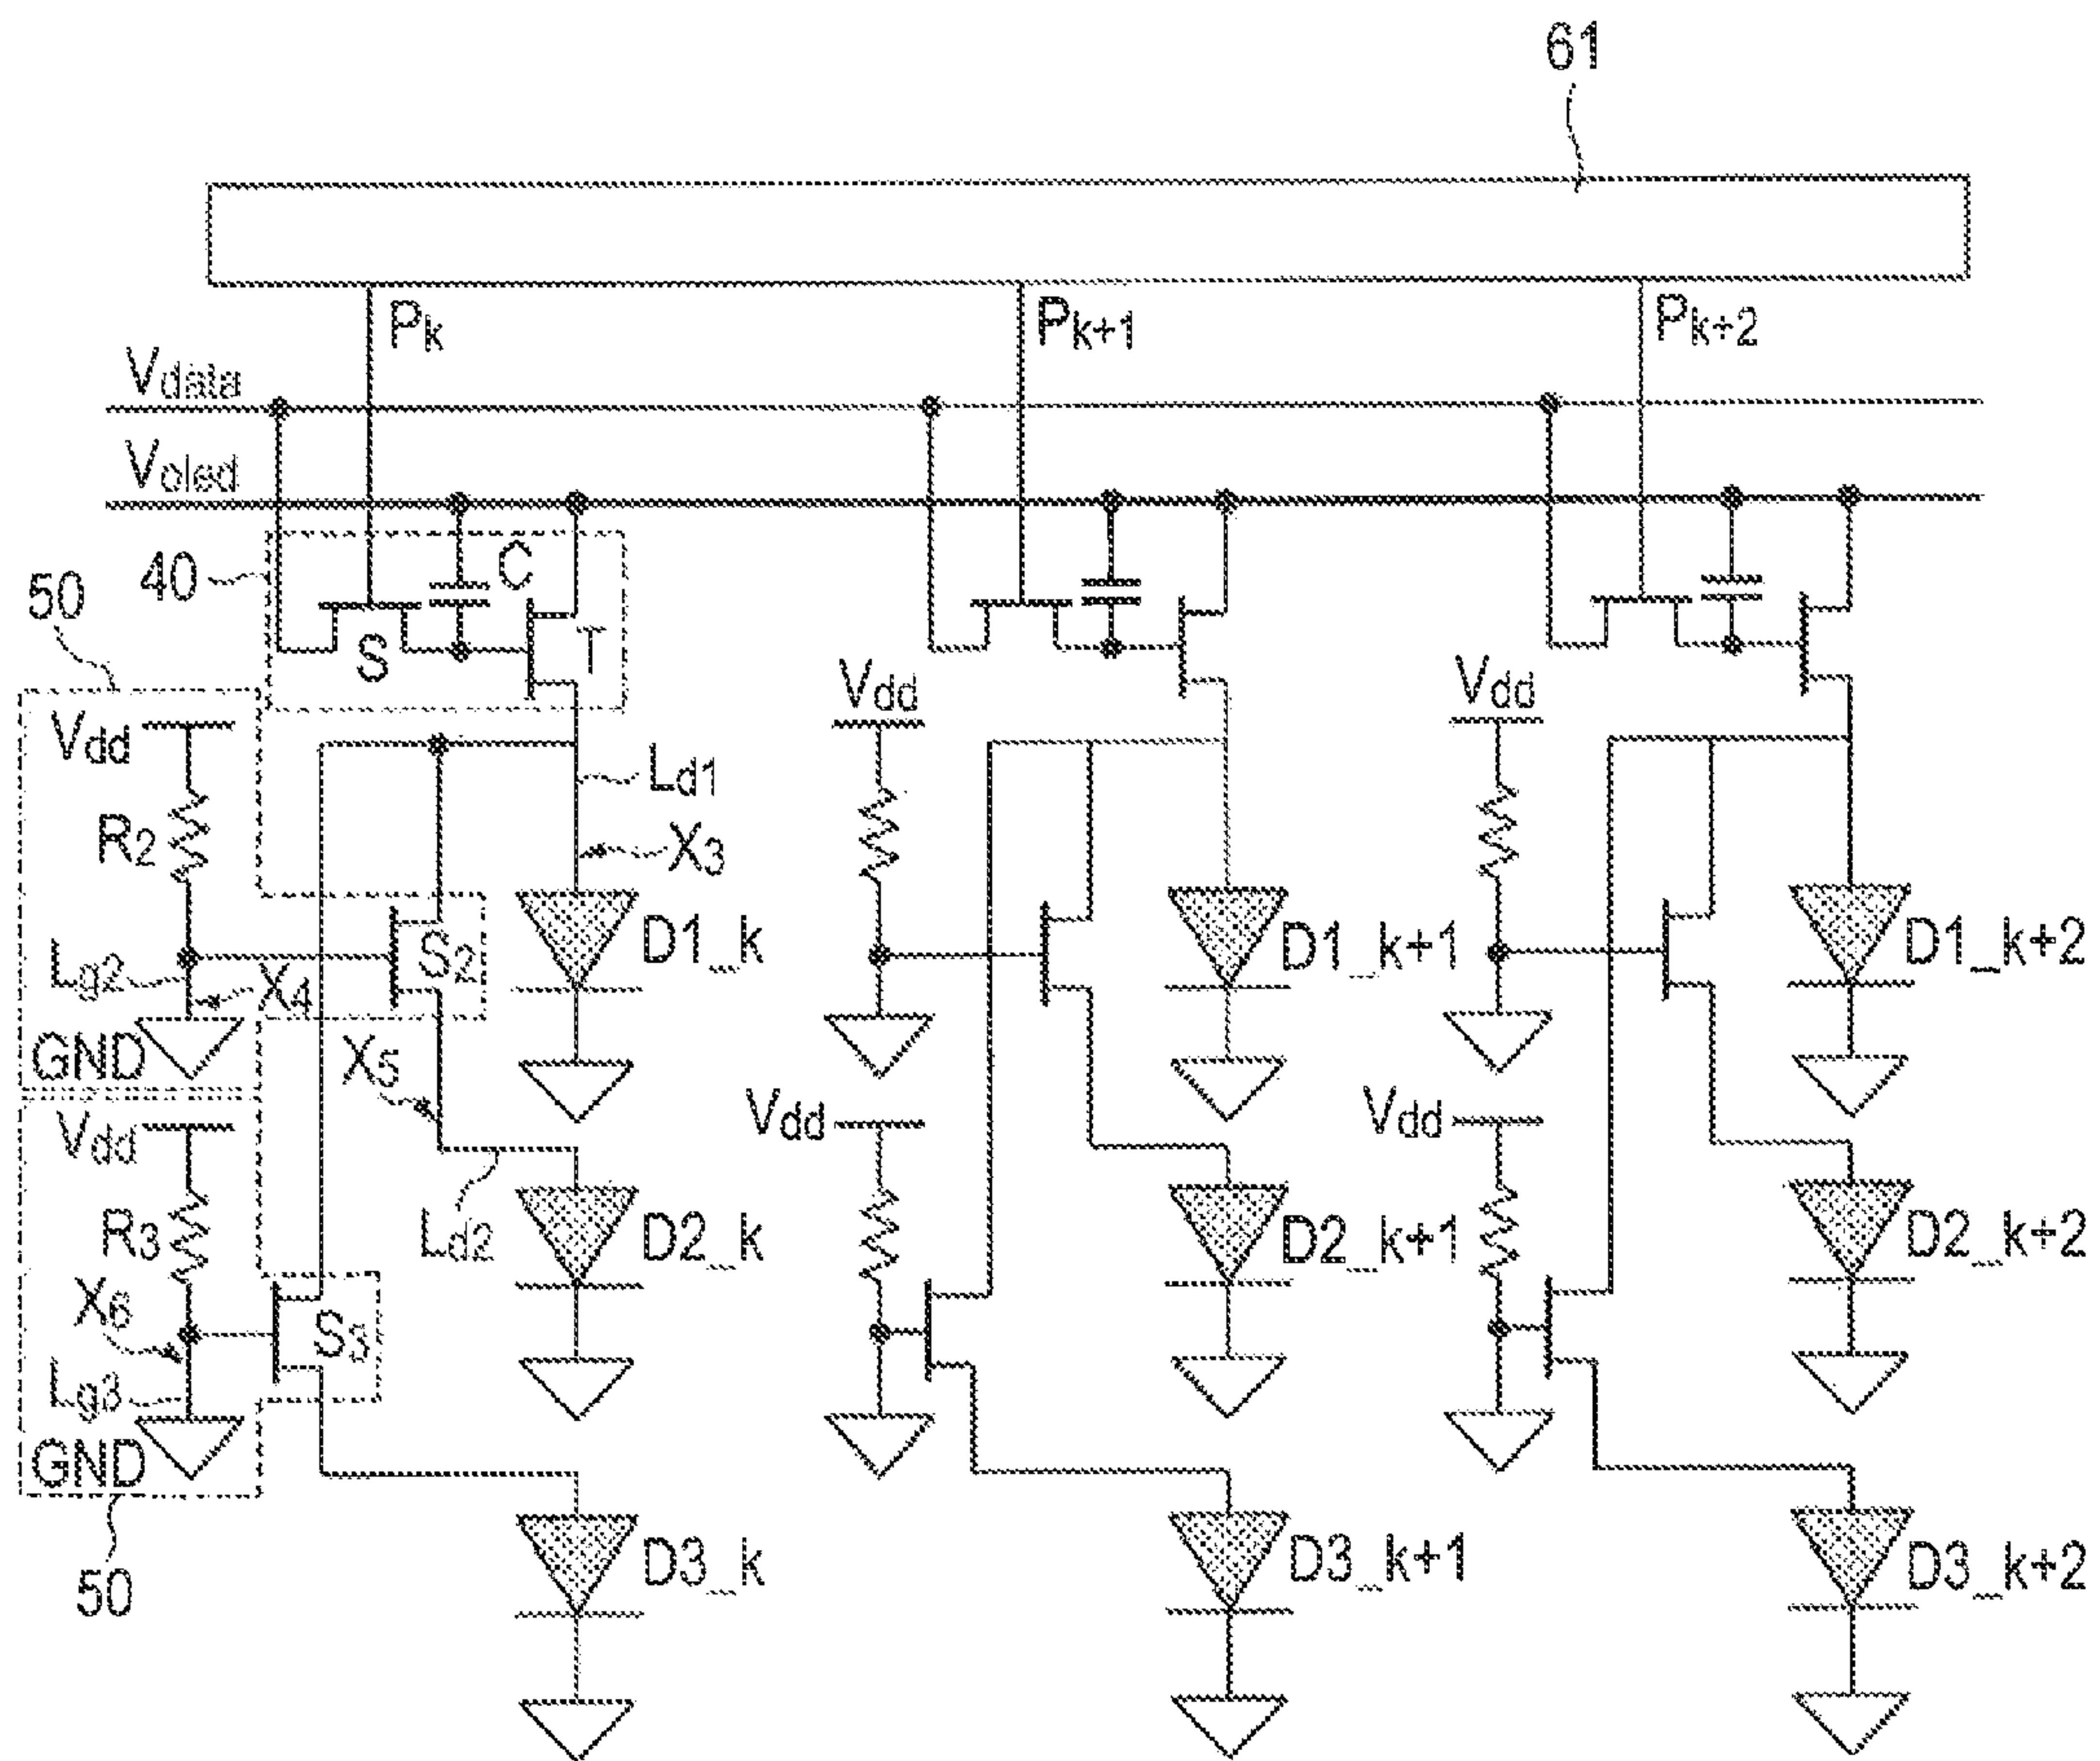 61
Pk
Pk+1
Pk+2
Vdata
Voled
40
C
S
T
50
Vdd
Vdd
Vdd
R2
Ld1
X3
Lg2
X4
S2
D1_k
D1_k+1
D1_k+2
GND
X5
Vdd
Vdd
Vdd
R3
Ld2
D2_k
D2_k+1
D2_k+2
X6
S3
Lg3
GND
50
D3_k
D3_k+1
D3_k+2